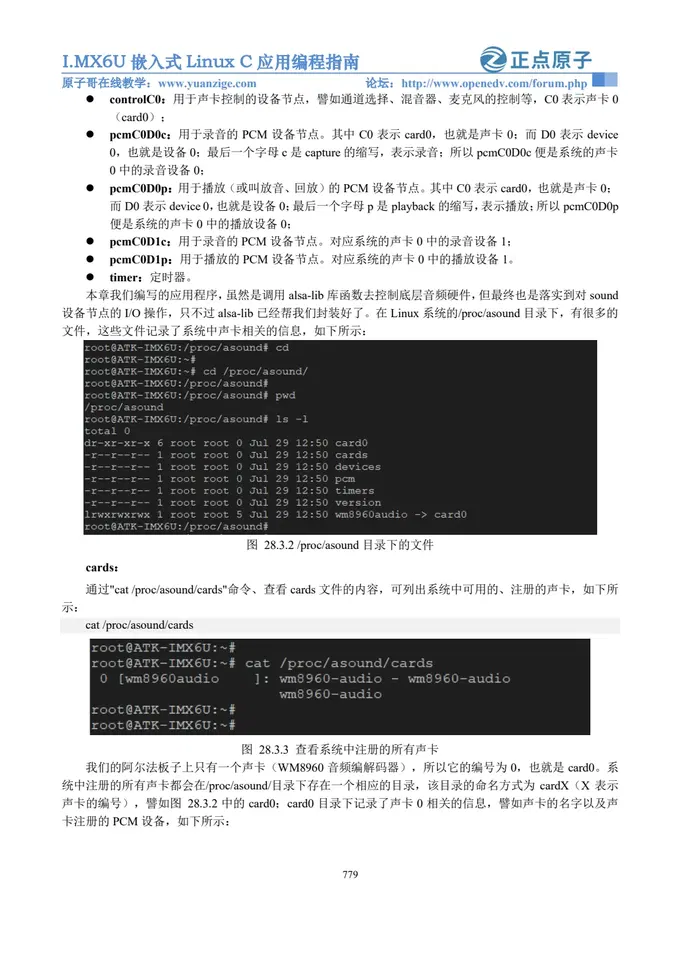 I.MX6U 嵌入式 Linux C 应用编程指南
正点原子
原子哥在线教学：www.yuanzige.com 论坛：http://www.openedv.com/forum.php
● controlC0：用于声卡控制的设备节点，譬如通道选择、混音器、麦克风的控制等，C0 表示声卡 0
（card0）；
● pcmC0D0c：用于录音的 PCM 设备节点。其中 C0 表示 card0，也就是声卡 0；而 D0 表示 device
0，也就是设备 0；最后一个字母 c 是 capture 的缩写，表示录音；所以 pcmC0D0c 便是系统的声卡
0 中的录音设备 0；
● pcmC0D0p：用于播放（或叫放音、回放）的 PCM 设备节点。其中 C0 表示 card0，也就是声卡 0；
而 D0 表示 device 0，也就是设备 0；最后一个字母 p 是 playback 的缩写，表示播放；所以 pcmC0D0p
便是系统的声卡 0 中的播放设备 0；
● pcmC0D1c：用于录音的 PCM 设备节点。对应系统的声卡 0 中的录音设备 1；
● pcmC0D1p：用于播放的 PCM 设备节点。对应系统的声卡 0 中的播放设备 1。
● timer：定时器。
本章我们编写的应用程序，虽然是调用 alsa-lib 库函数去控制底层音频硬件，但最终也是落实到对 sound
设备节点的 I/O 操作，只不过 alsa-lib 已经帮我们封装好了。在 Linux 系统的/proc/asound 目录下，有很多的
文件，这些文件记录了系统中声卡相关的信息，如下所示：
root@ATK-IMX6U:/proc/asound# cd
root@ATK-IMX6U:~#
root@ATK-IMX6U:~# cd /proc/asound/
root@ATK-IMX6U:/proc/asound#
root@ATK-IMX6U:/proc/asound# pwd
/proc/asound
root@ATK-IMX6U:/proc/asound# ls -l
total 0
dr-xr-xr-x 6 root root 0 Jul 29 12:50 card0
-r--r--r-- 1 root root 0 Jul 29 12:50 cards
-r--r--r-- 1 root root 0 Jul 29 12:50 devices
-r--r--r-- 1 root root 0 Jul 29 12:50 pcm
-r--r--r-- 1 root root 0 Jul 29 12:50 timers
-r--r--r-- 1 root root 0 Jul 29 12:50 version
lrwxrwxrwx 1 root root 5 Jul 29 12:50 wm8960audio -> card0
root@ATK-IMX6U:/proc/asound#
图 28.3.2 /proc/asound 目录下的文件
cards：
通过"cat /proc/asound/cards"命令、查看 cards 文件的内容，可列出系统中可用的、注册的声卡，如下所
示：
cat /proc/asound/cards
root@ATK-IMX6U:~#
root@ATK-IMX6U:~# cat /proc/asound/cards
0 [wm8960audio    ]: wm8960-audio - wm8960-audio
wm8960-audio
root@ATK-IMX6U:~#
root@ATK-IMX6U:~#
图 28.3.3 查看系统中注册的所有声卡
我们的阿尔法板子上只有一个声卡（WM8960 音频编解码器），所以它的编号为 0，也就是 card0。系
统中注册的所有声卡都会在/proc/asound/目录下存在一个相应的目录，该目录的命名方式为 cardX（X 表示
声卡的编号），譬如图 28.3.2 中的 card0；card0 目录下记录了声卡 0 相关的信息，譬如声卡的名字以及声
卡注册的 PCM 设备，如下所示：
779